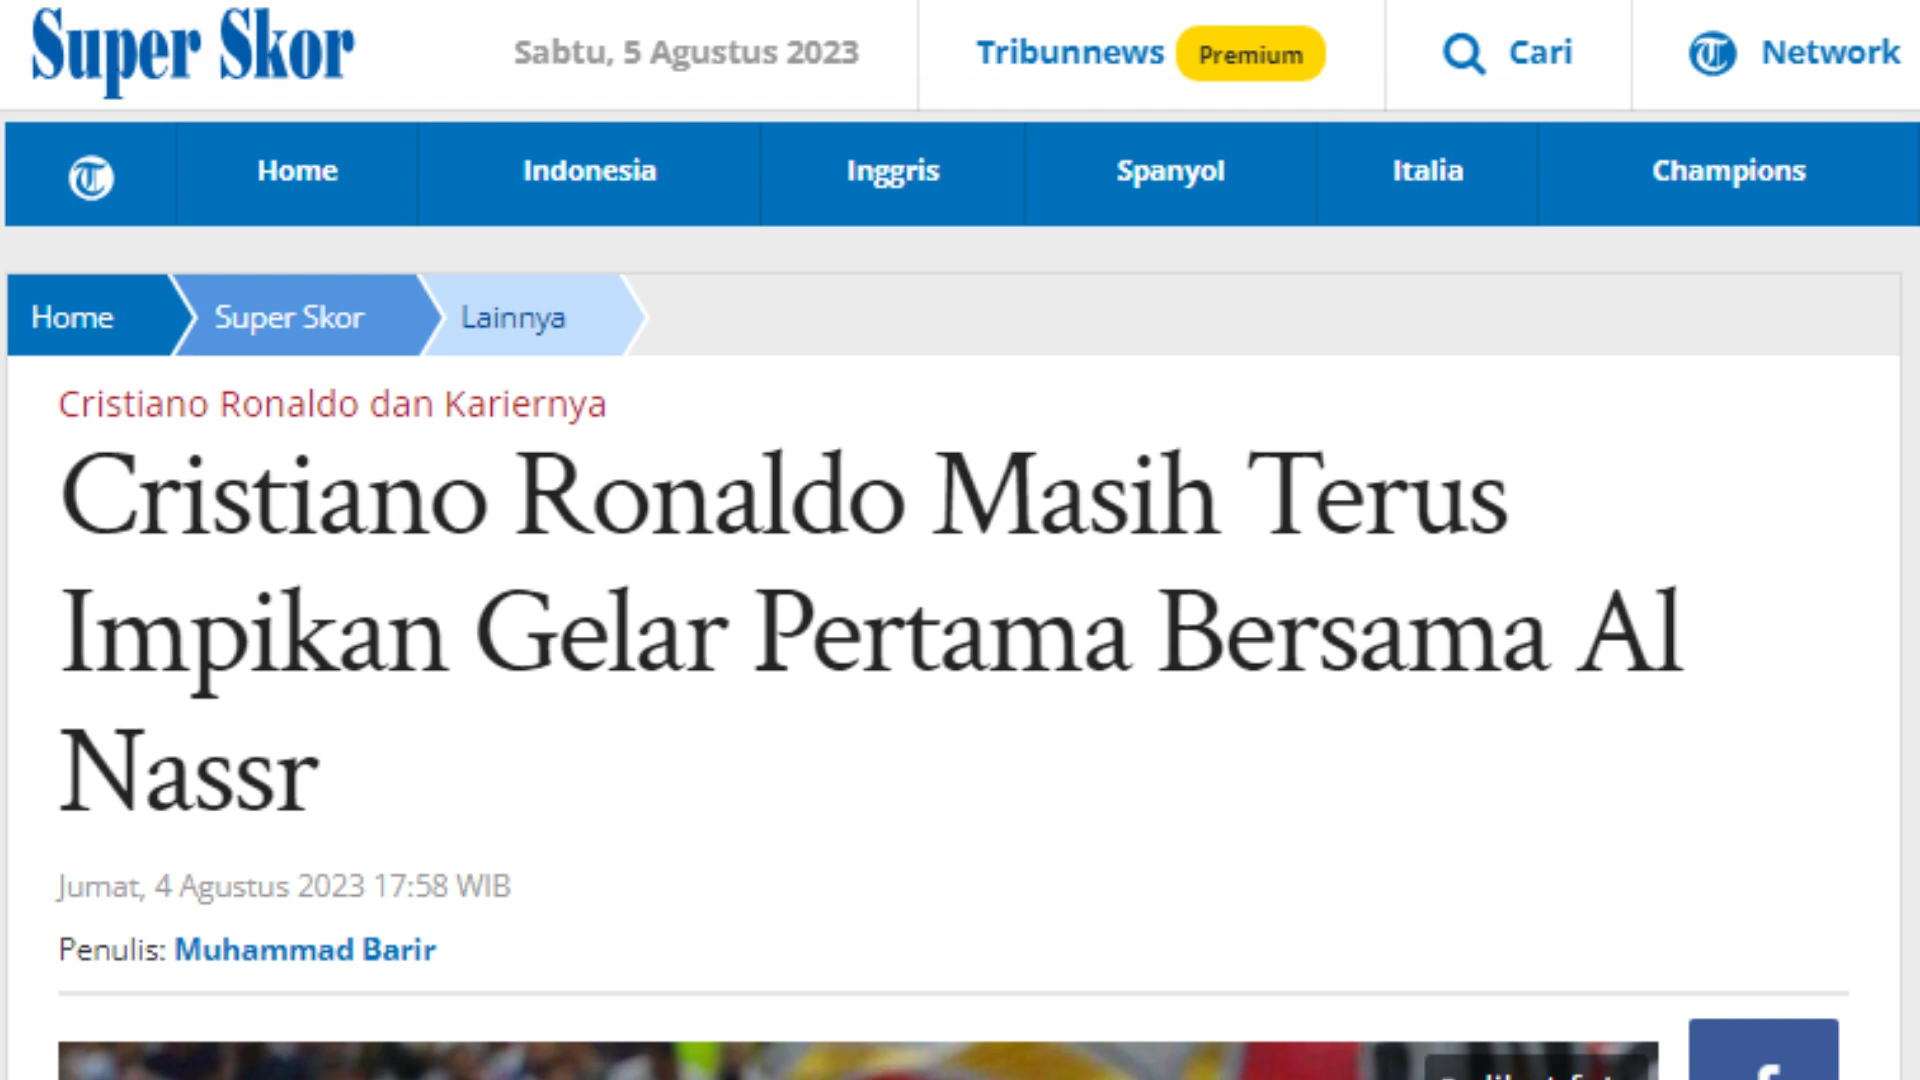 Super Skor
Sabtu, 5 Agustus 2023
Tribunnews Premium
Cari
Network
Home
Indonesia
Inggris
Spanyol
Italia
Champions
Home
Super Skor
Lainnya
Cristiano Ronaldo dan Kariernya
Cristiano Ronaldo Masih Terus
Impikan Gelar Pertama Bersama Al
Nassr
Jumat, 4 Agustus 2023 17:58 WIB
Penulis: Muhammad Barir